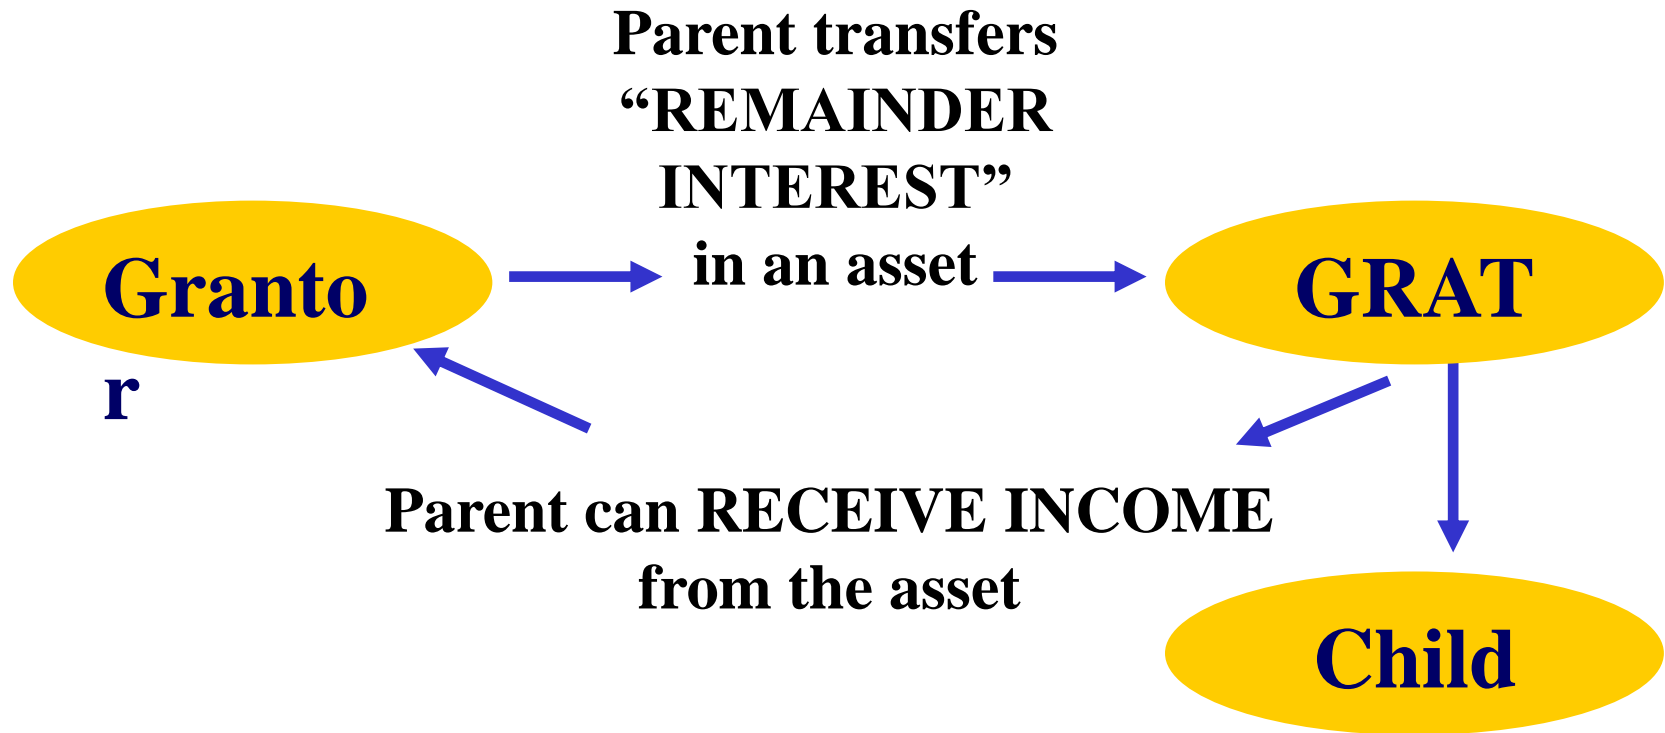 Parent transfers
“REMAINDER
INTEREST”
in an asset
Granto
r
GRAT
Parent can RECEIVE INCOME
from the asset
Child